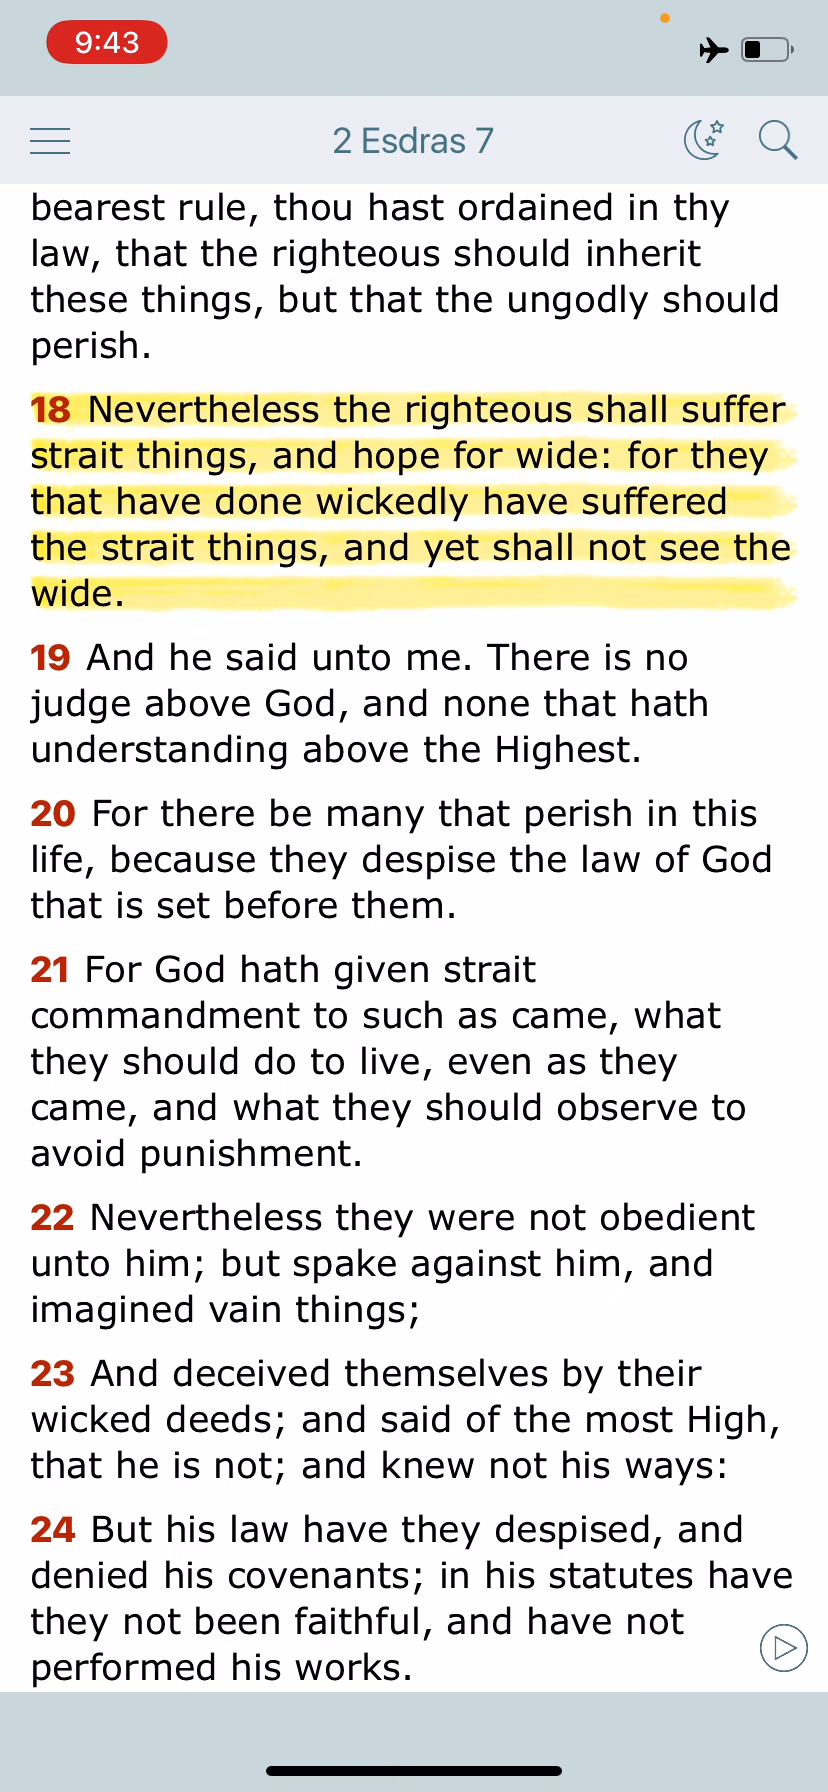 9:43
2 Esdras 7
bearest rule, thou hast ordained in thy
law, that the righteous should inherit
these things, but that the ungodly should
perish.
18 Nevertheless the righteous shall suffer
strait things, and hope for wide: for they
that have done wickedly have suffered
the strait things, and yet shall not see the
wide.
19 And he said unto me. There is no
judge above God, and none that hath
understanding above the Highest.
20 For there be many that perish in this
life, because they despise the law of God
that is set before them.
21 For God hath given strait
commandment to such as came, what
they should do to live, even as they
came, and what they should observe to
avoid punishment.
22 Nevertheless they were not obedient
unto him; but spake against him, and
imagined vain things;
23 And deceived themselves by their
wicked deeds; and said of the most High,
that he is not; and knew not his ways:
24 But his law have they despised, and
denied his covenants; in his statutes have
they not been faithful, and have not
performed his works.